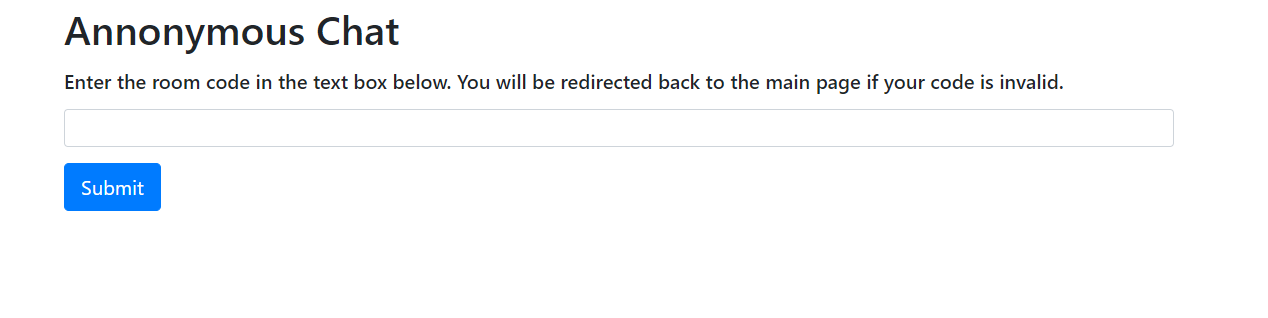 Annonymous Chat
Enter the room code in the text box below. You will be redirected back to the main page if your code is invalid.
Submit